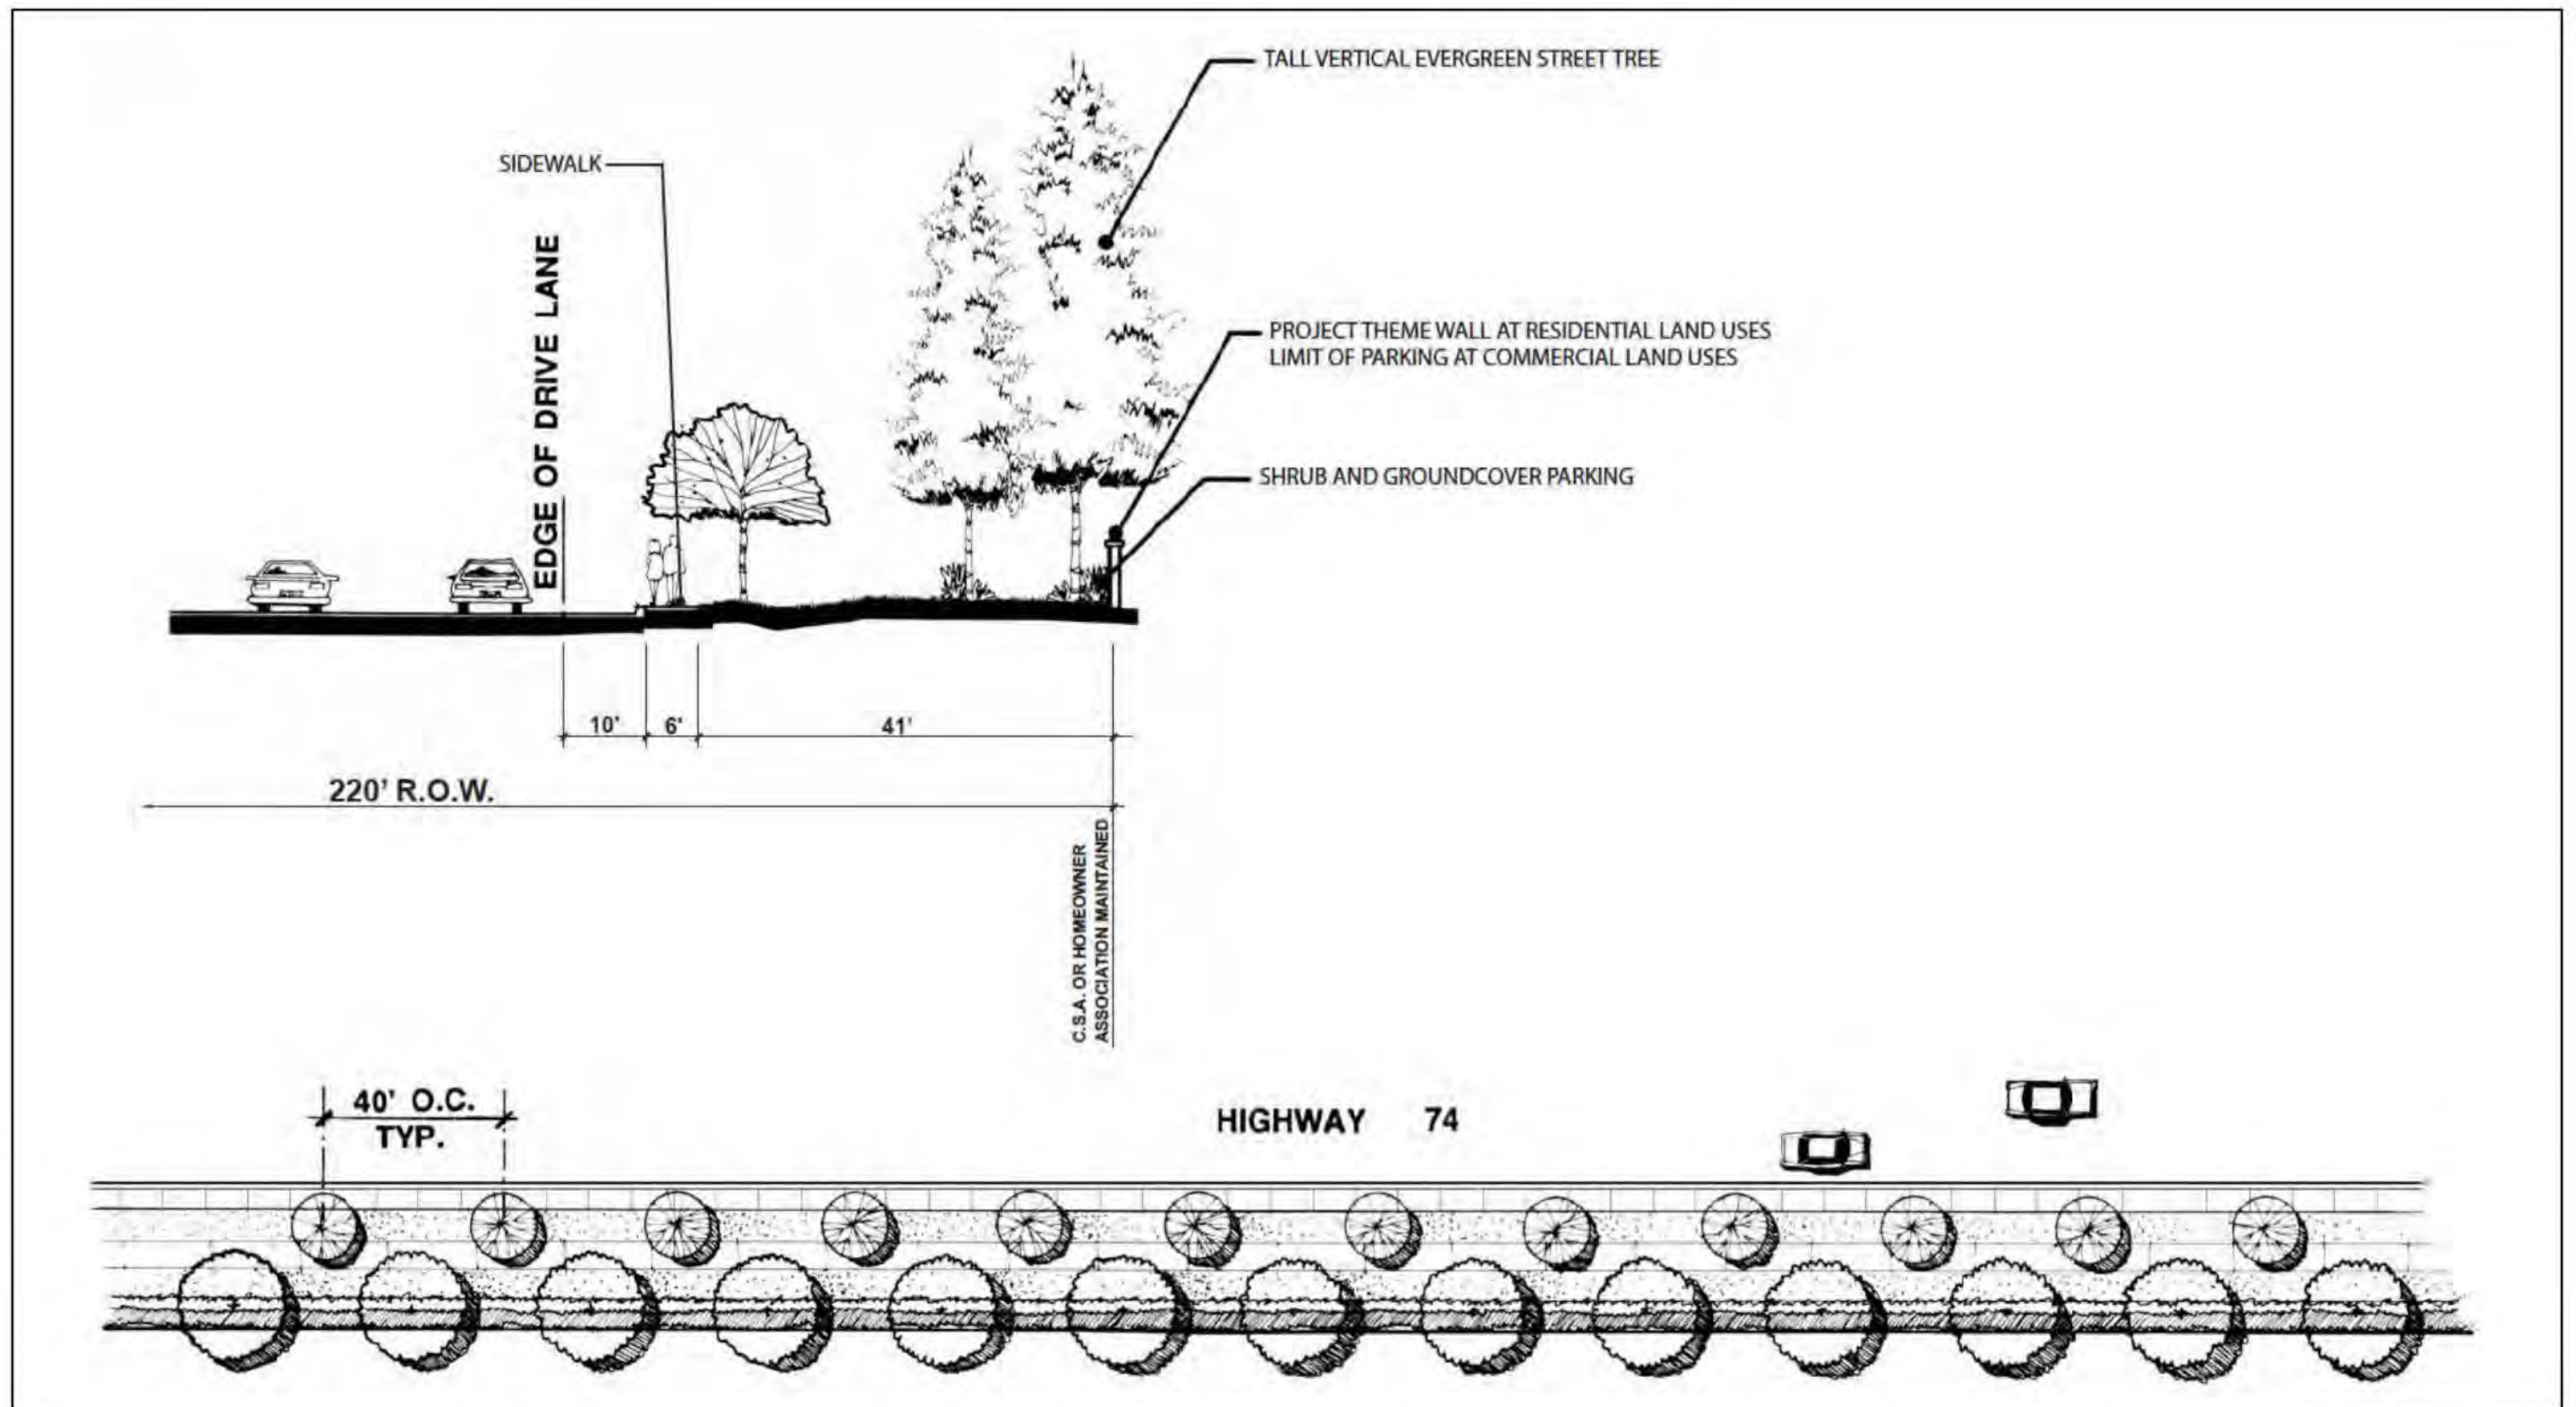 TALL VERTICAL EVERGREEN STREET TREE
SIDEWALK
EDGE OF DRIVE LANE
PROJECT THEME WALL AT RESIDENTIAL LAND USES
LIMIT OF PARKING AT COMMERCIAL LAND USES
SHRUB AND GROUNDCOVER PARKING
10'
6'
41'
220' R.O.W.
C.S.A. OR HOMEOWNER
ASSOCIATION MAINTAINED
40' O.C.
TYP.
HIGHWAY 74